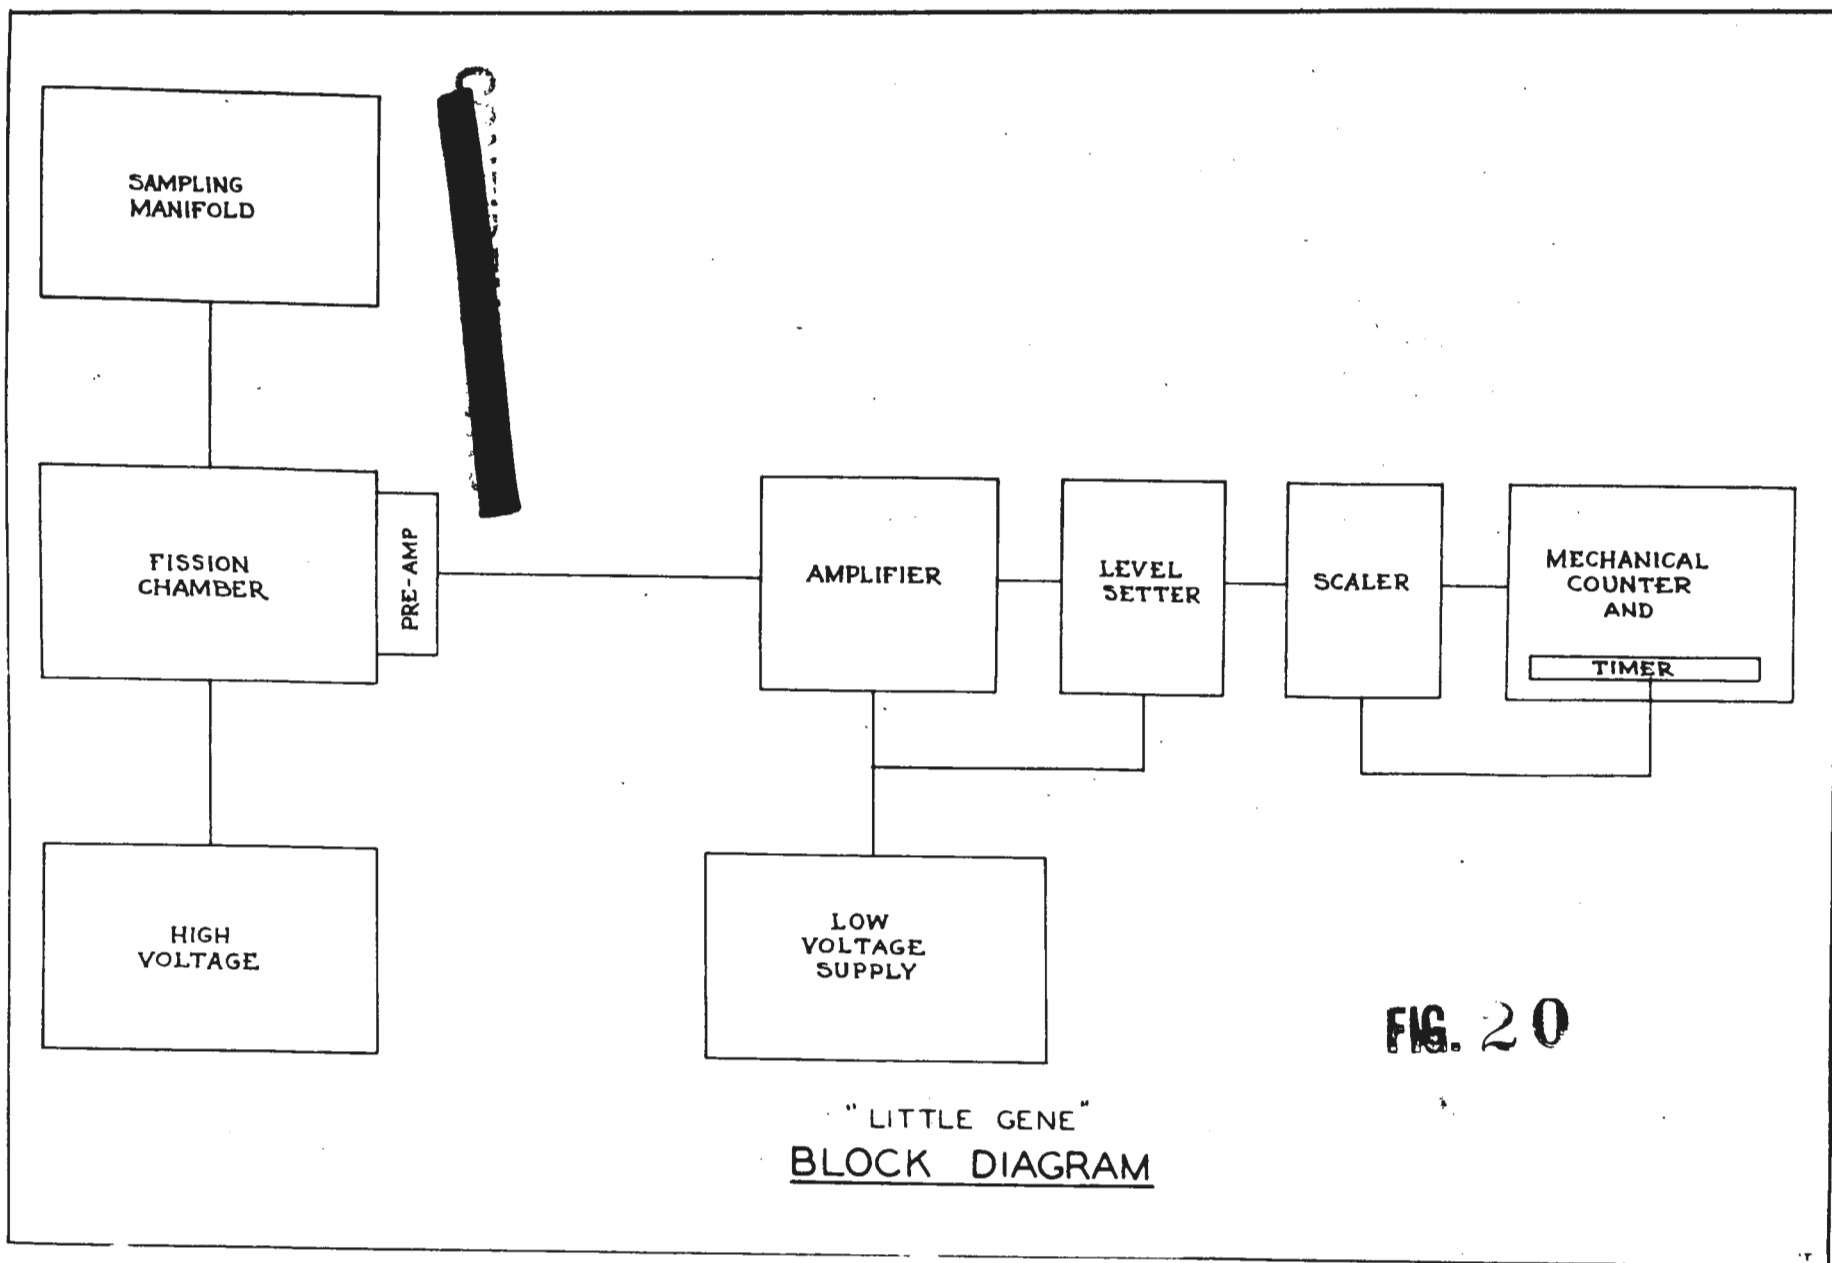 SAMPLING
MANIFOLD
FISSION
CHAMBER
PRE-AMP
AMPLIFIER
LEVEL
SETTER
SCALER
MECHANICAL
COUNTER
AND
TIMER
HIGH
VOLTAGE
LOW
VOLTAGE
SUPPLY
FIG. 20
"LITTLE GENE"
BLOCK DIAGRAM